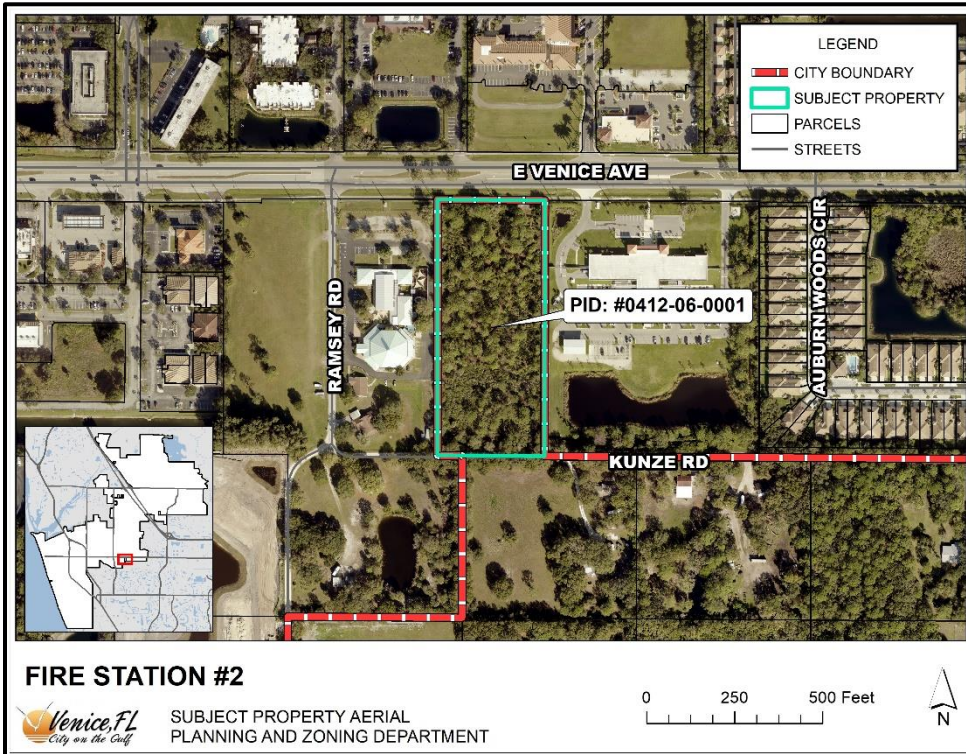 LEGEND
CITY BOUNDARY
SUBJECT PROPERTY
PARCELS
STREETS
E VENICE AVE
RAMSEY RD
PID: #0412-06-0001
AUBURN WOODS CIR
KUNZE RD
FIRE STATION #2
Venice, FL
City on the Gulf
SUBJECT PROPERTY AERIAL
PLANNING AND ZONING DEPARTMENT
0 250 500 Feet
N